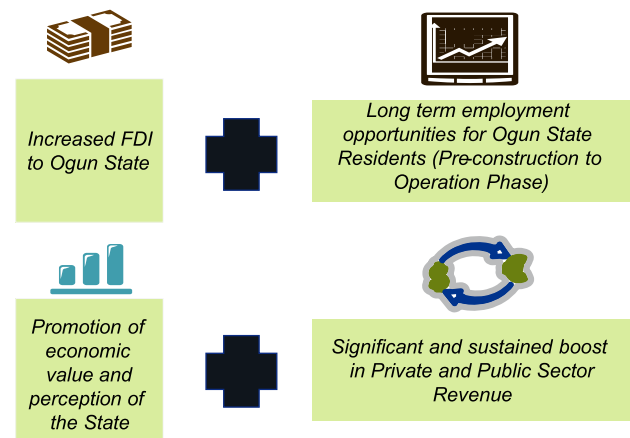 Increased FDI
to Ogun State
Long term employment
opportunities for Ogun State
Residents (Pre-construction to
Operation Phase)
Promotion of
economic
value and
perception of
the State
Significant and sustained boost
in Private and Public Sector
Revenue